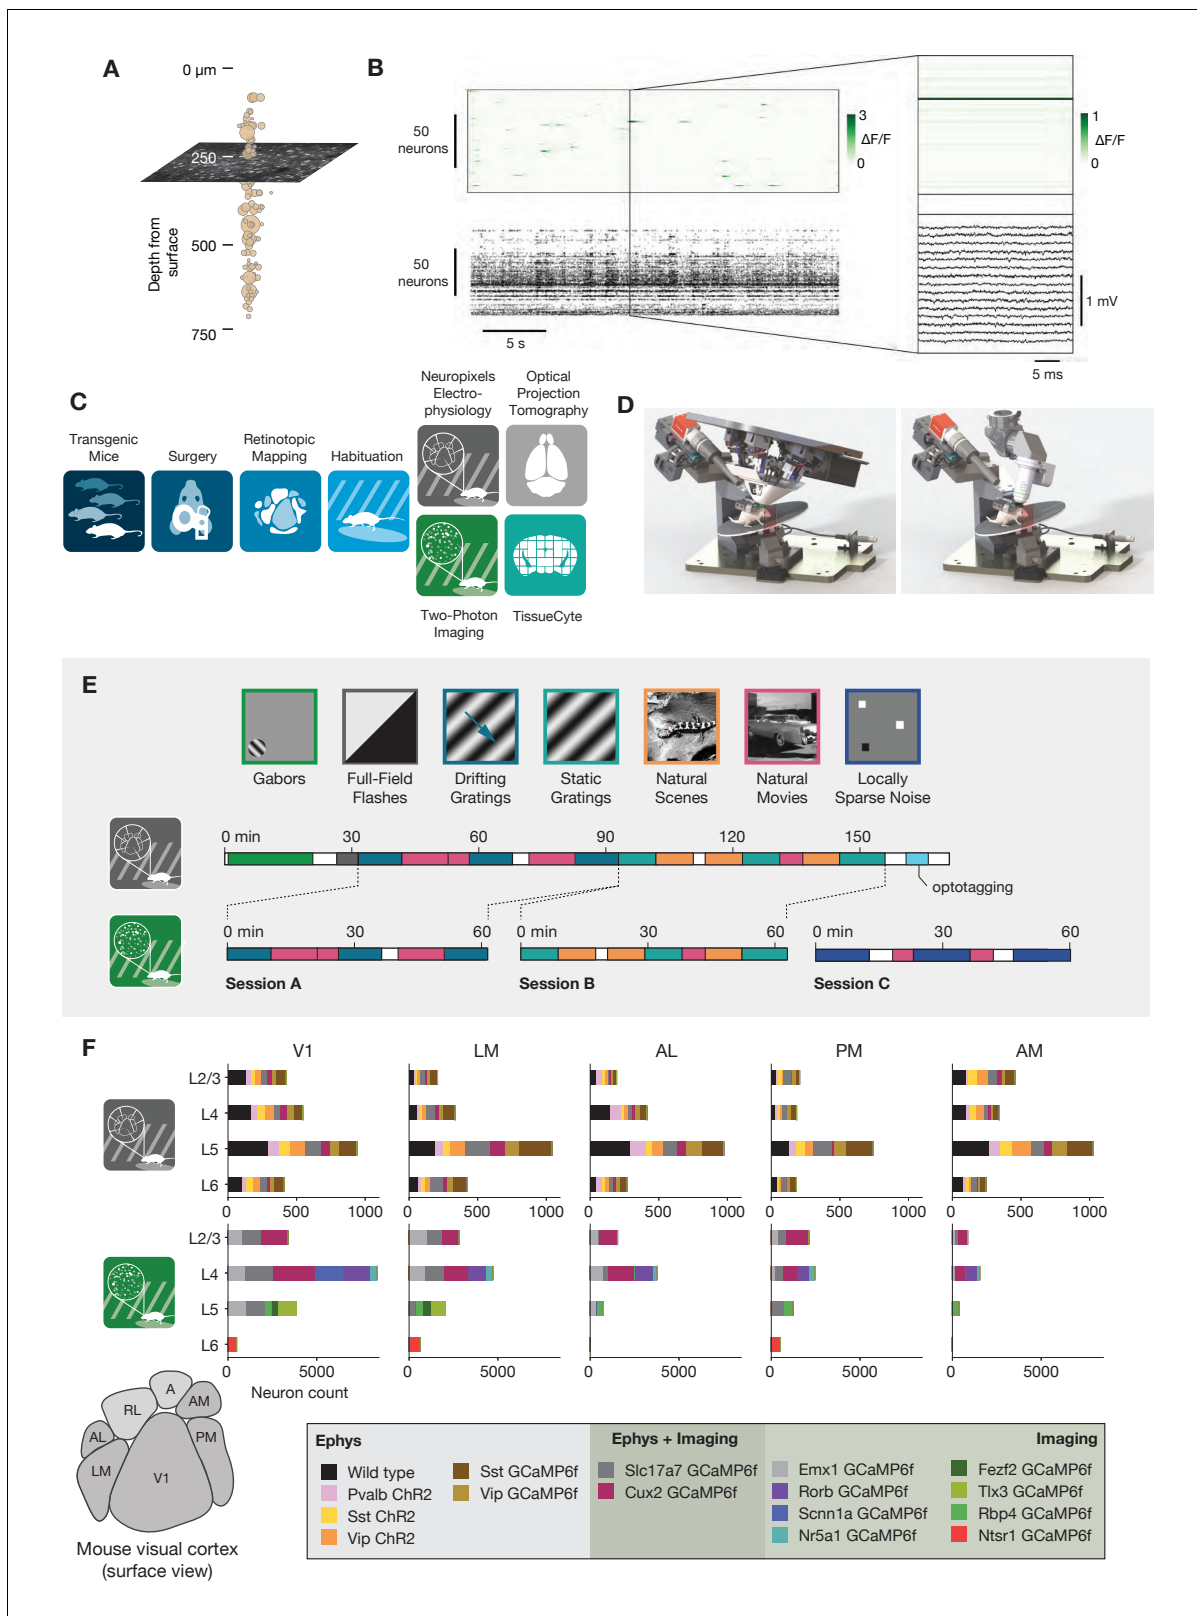 A
0 µm
250
500
750
Depth from
surface
B
50
neurons
3
ΔF/F
0
1
ΔF/F
0
50
neurons
5 s
1 mV
5 ms
C
Transgenic
Mice
Surgery
Retinotopic
Mapping
Habituation
Neuropixels
Electro-
physiology
Optical
Projection
Tomography
Two-Photon
Imaging
TissueCyte
D
E
Gabors
Full-Field
Flashes
Drifting
Gratings
Static
Gratings
Natural
Scenes
Natural
Movies
Locally
Sparse Noise
0 min 30 60 90 120 150
optotagging
0 min 30 60
0 min 30 60
0 min 30 60
Session A
Session B
Session C
F
V1 LM AL PM AM
L2/3
L4
L5
L6
0 500 1000
0 500 1000
0 500 1000
0 500 1000
0 500 1000
L2/3
L4
L5
L6
0 5000
0 5000
0 5000
0 5000
0 5000
Neuron count
A
RL
AM
AL
PM
LM
V1
Mouse visual cortex
(surface view)
Ephys
Wild type
Pvalb ChR2
Sst ChR2
Vip ChR2
Sst GCaMP6f
Vip GCaMP6f
Ephys + Imaging
Slc17a7 GCaMP6f
Cux2 GCaMP6f
Imaging
Emx1 GCaMP6f
Rorb GCaMP6f
Scnn1a GCaMP6f
Nr5a1 GCaMP6f
Fezf2 GCaMP6f
Tlx3 GCaMP6f
Rbp4 GCaMP6f
Ntsr1 GCaMP6f